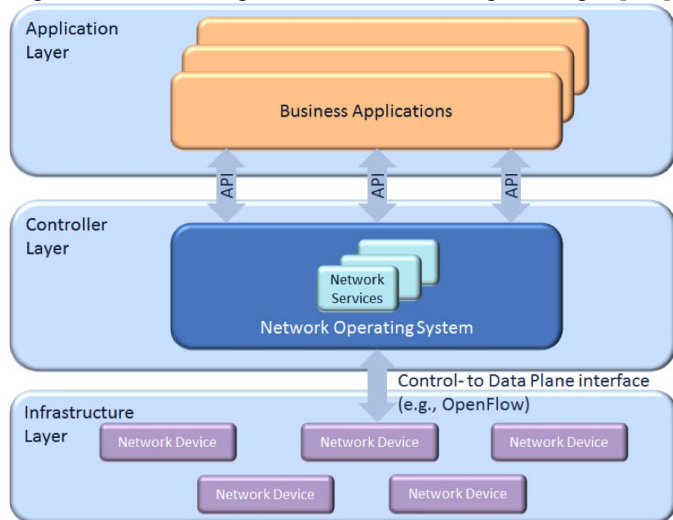 Application
Layer
Business Applications
API
API
API
Controller
Layer
Network
Services
Network Operating System
Control- to Data Plane interface
(e.g., OpenFlow)
Infrastructure
Layer
Network Device
Network Device
Network Device
Network Device
Network Device